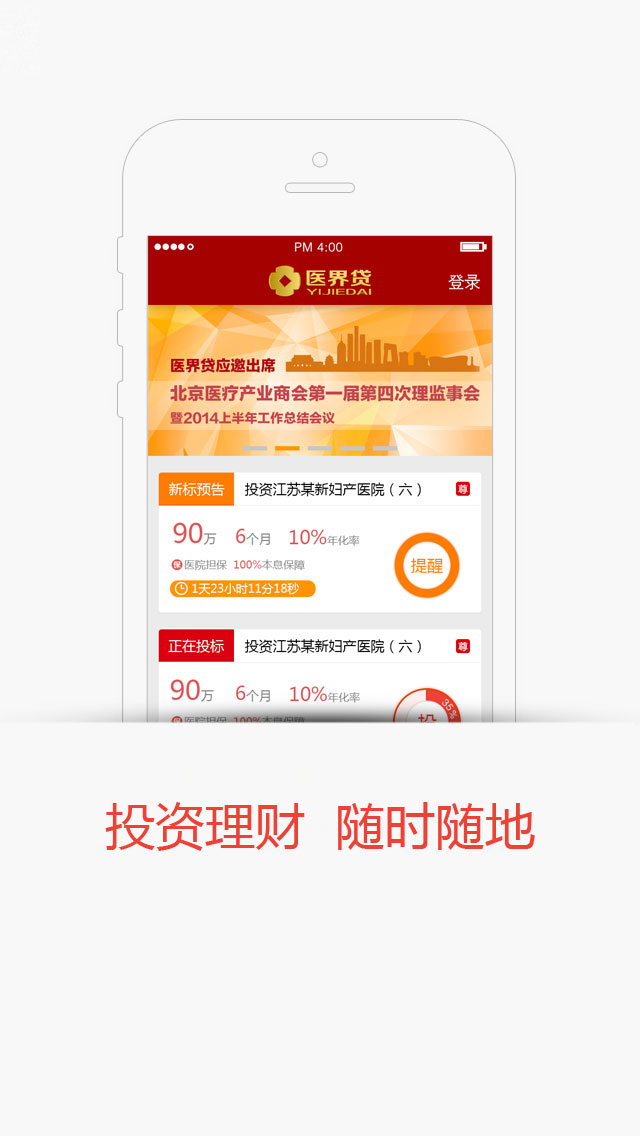 PM 4:00
医界贷
YIJIEDAI
登录
医界贷应邀出席
北京医疗产业商会第一届第四次理监事会
暨2014上半年工作总结会议
新标预告 投资江苏某新妇产医院（六） 尊
90万 6个月 10%年化率
保 医院担保 100%本息保障
提醒
1天23小时11分18秒
正在投标 投资江苏某新妇产医院（六） 尊
90万 6个月 10%年化率
35%
医院担保 100%本息保障
投资理财 随时随地